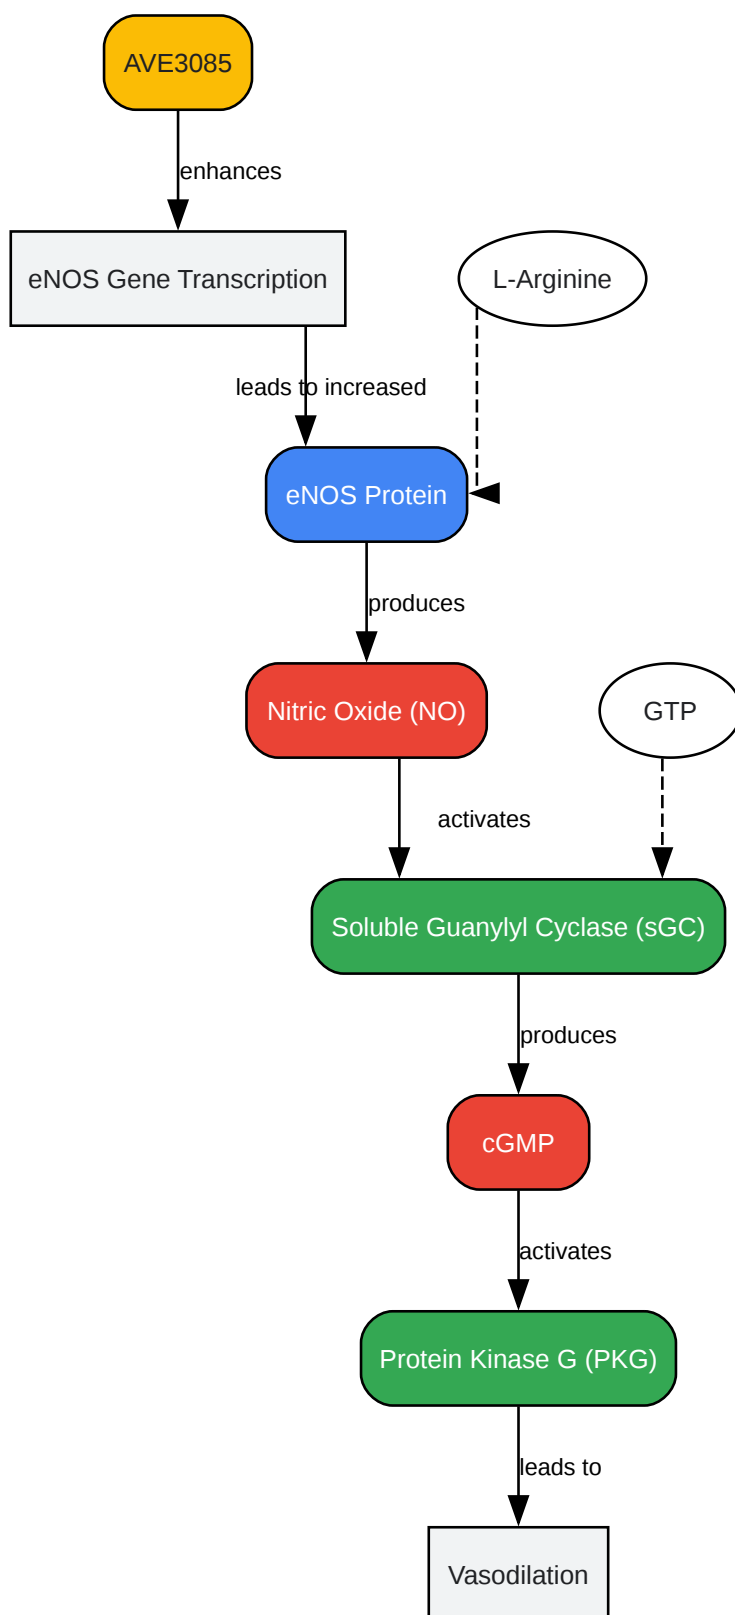 AVE3085
enhances
eNOS Gene Transcription
L-Arginine
leads to increased
eNOS Protein
produces
Nitric Oxide (NO)
GTP
activates
Soluble Guanylyl Cyclase (sGC)
produces
cGMP
activates
Protein Kinase G (PKG)
leads to
Vasodilation